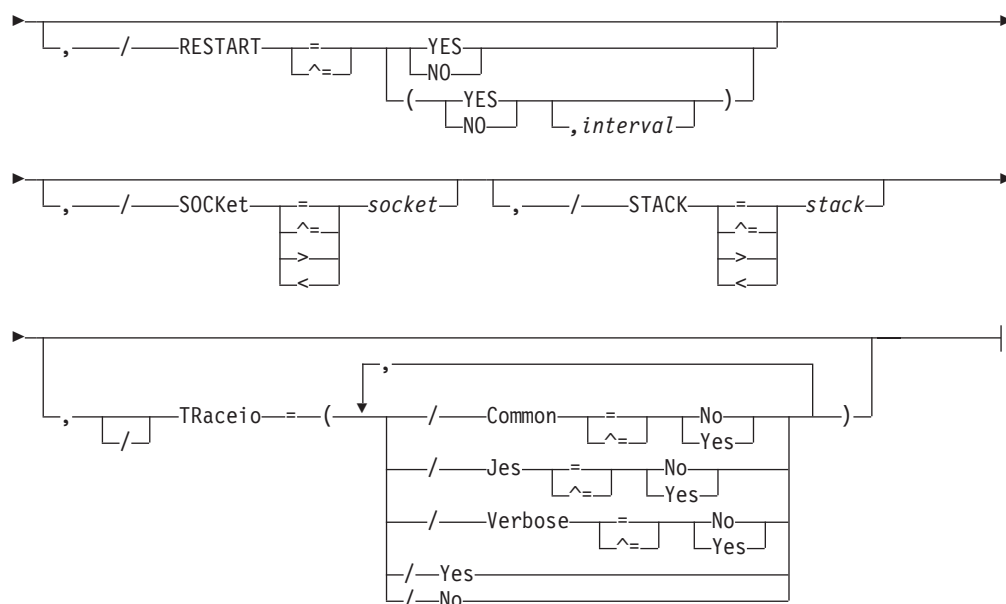 , / RESTART = YES
^= NO
( YES )
NO ,interval
, / SOCKet = socket , / STACK = stack
^= ^=
> >
< <
,
, TRaceio = ( / Common = No )
/ ^= Yes
/ Jes = No
^= Yes
/ Verbose = No
^= Yes
/ Yes
/ No